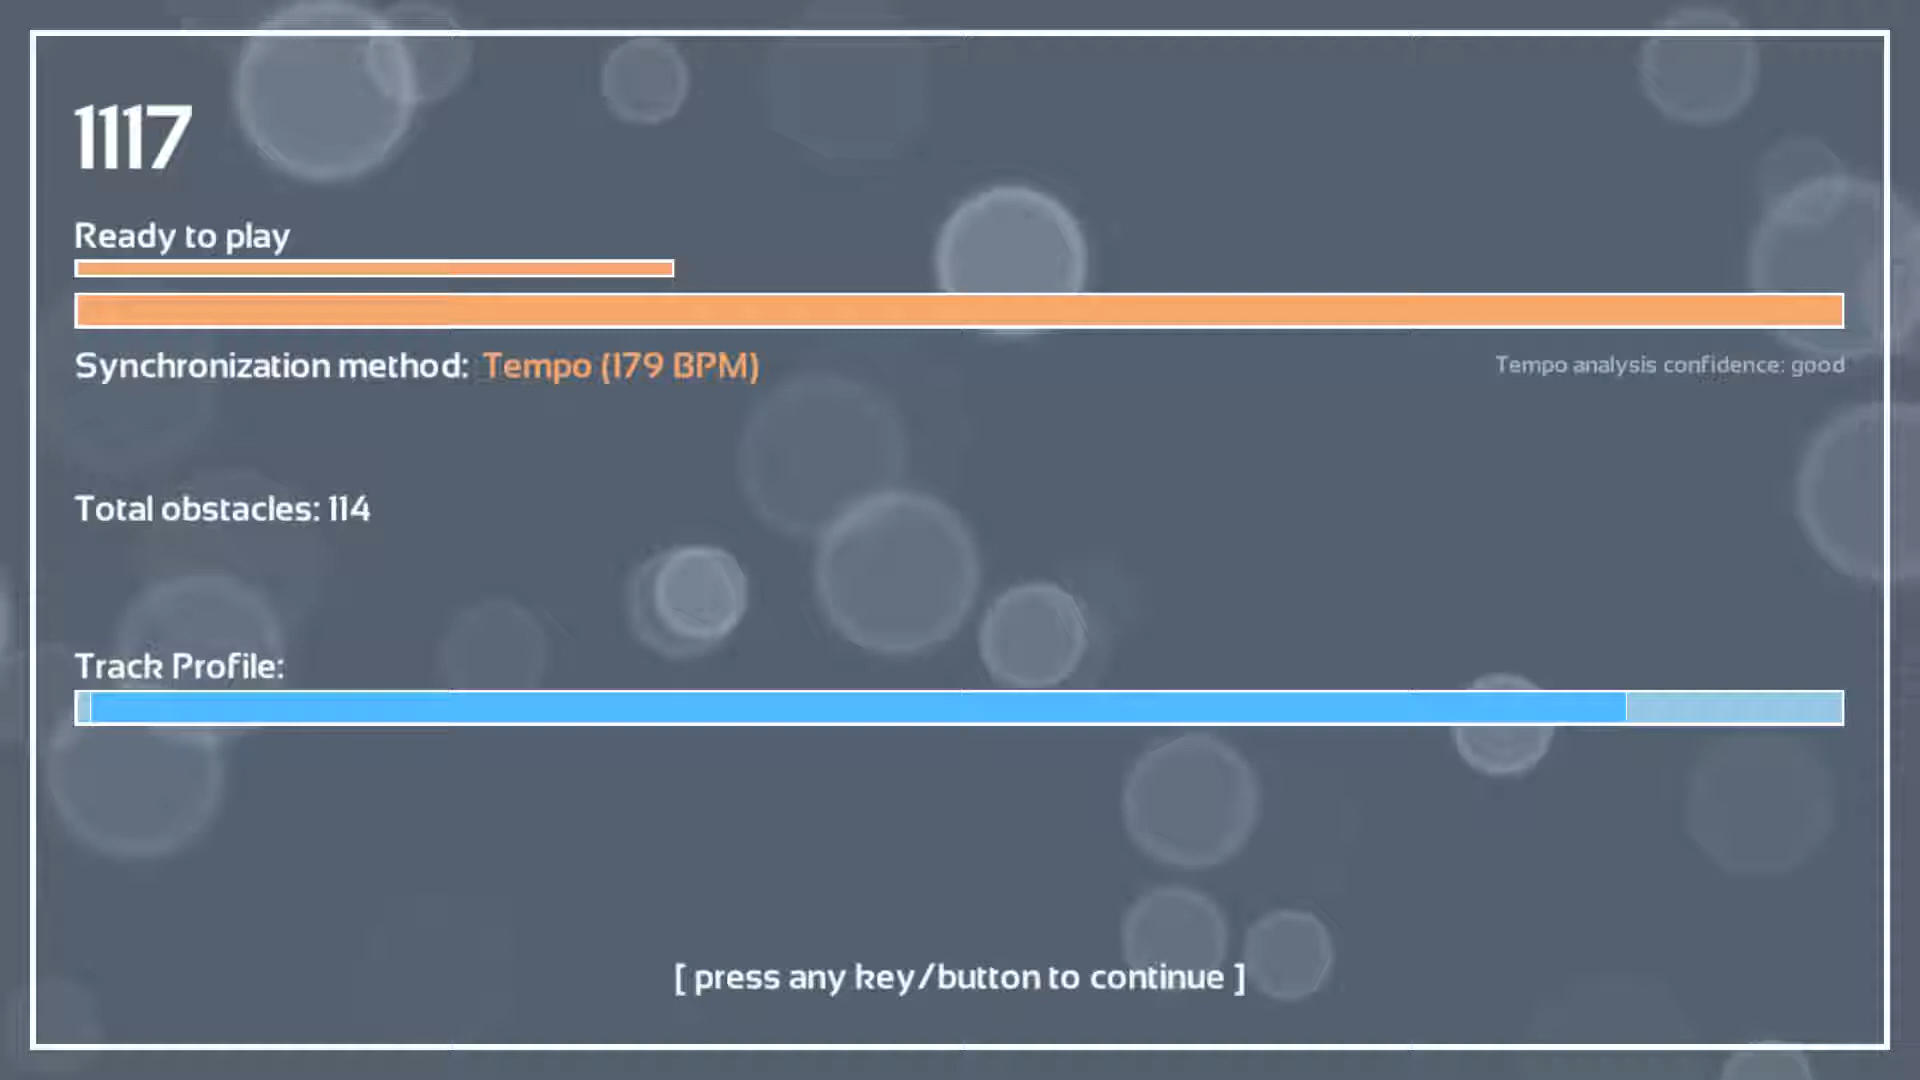 1117
Ready to play
Synchronization method: Tempo (179 BPM)
Tempo analysis confidence: good
Total obstacles: 114
Track Profile:
[ press any key/button to continue ]